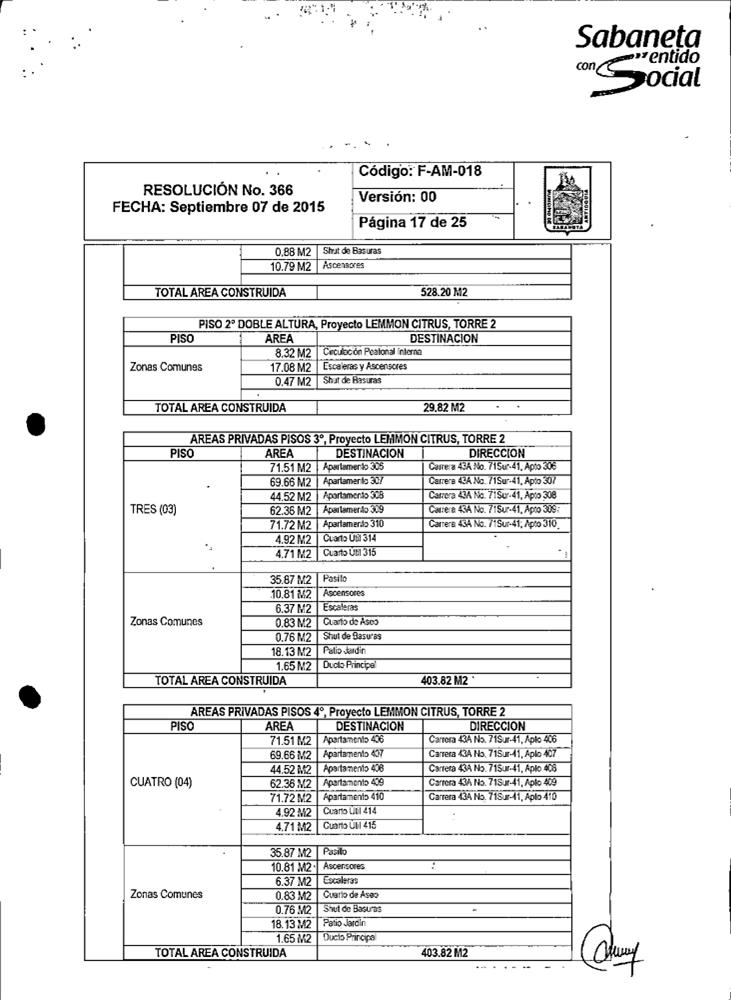 Sabaneta
con Sentido
Social
RESOLUCIÓN No. 366
FECHA: Septiembre 07 de 2015
Código: F-AM-018
Versión: 00
Página 17 de 25
MUNICIPIO DE SABANETA ANTIOQUIA
0.88 M2 Shut de Basuras
10.79 M2 Ascensores
TOTAL AREA CONSTRUIDA 528.20 M2
PISO 2º DOBLE ALTURA, Proyecto LEMMON CITRUS, TORRE 2
PISO AREA DESTINACION
8.32 M2 Circulación Peatonal Interna
Zonas Comunes 17.08 M2 Escaleras y Ascensores
0.47 M2 Shut de Basuras
TOTAL AREA CONSTRUIDA 29.82 M2
AREAS PRIVADAS PISOS 3º, Proyecto LEMMON CITRUS, TORRE 2
PISO AREA DESTINACION DIRECCION
71.51 M2 Apartamento 306 Carrera 43A No. 71Sur-41, Apto 306
69.66 M2 Apartamento 307 Carrera 43A No. 71Sur-41, Apto 307
44.52 M2 Apartamento 308 Carrera 43A No. 71Sur-41, Apto 308
TRES (03) 62.36 M2 Apartamento 309 Carrera 43A No. 71Sur-41, Apto 309
71.72 M2 Apartamento 310 Carrera 43A No. 71Sur-41, Apto 310
4.92 M2 Cuarto Útil 314
4.71 M2 Cuarto Útil 315
35.87 M2 Pasillo
10.81 M2 Ascensores
6.37 M2 Escaleras
Zonas Comunes 0.83 M2 Cuarto de Aseo
0.76 M2 Shut de Basuras
18.13 M2 Patio Jardín
1.65 M2 Ducto Principal
TOTAL AREA CONSTRUIDA 403.82 M2
AREAS PRIVADAS PISOS 4º, Proyecto LEMMON CITRUS, TORRE 2
PISO AREA DESTINACION DIRECCION
71.51 M2 Apartamento 406 Carrera 43A No. 71Sur-41, Apto 406
69.66 M2 Apartamento 407 Carrera 43A No. 71Sur-41, Apto 407
44.52 M2 Apartamento 408 Carrera 43A No. 71Sur-41, Apto 408
CUATRO (04) 62.36 M2 Apartamento 409 Carrera 43A No. 71Sur-41, Apto 409
71.72 M2 Apartamento 410 Carrera 43A No. 71Sur-41, Apto 410
4.92 M2 Cuarto Útil 414
4.71 M2 Cuarto Útil 415
35.87 M2 Pasillo
10.81 M2 Ascensores
6.37 M2 Escaleras
Zonas Comunes 0.83 M2 Cuarto de Aseo
0.76 M2 Shut de Basuras
18.13 M2 Patio Jardín
1.65 M2 Ducto Principal
TOTAL AREA CONSTRUIDA 403.82 M2